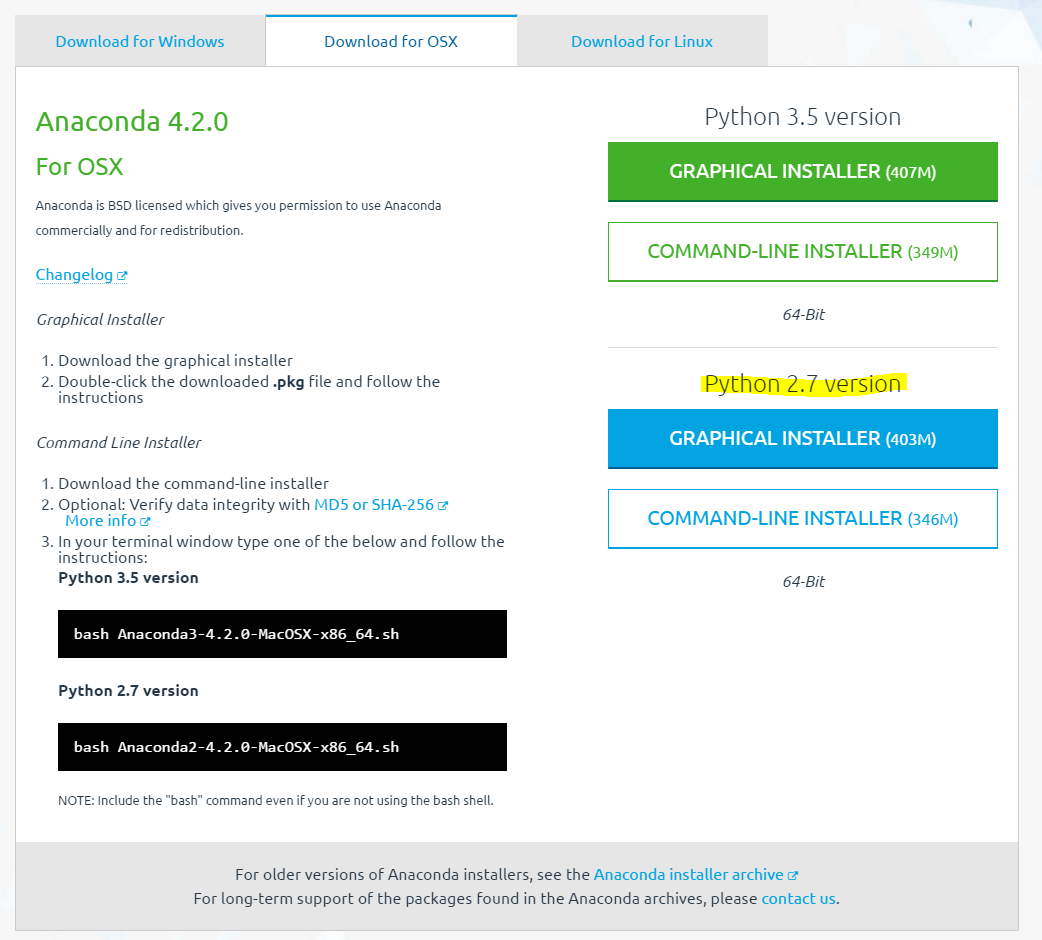 Download for Windows
Download for OSX
Download for Linux
Anaconda 4.2.0
For OSX
Anaconda is BSD licensed which gives you permission to use Anaconda
commercially and for redistribution.
Changelog
Graphical Installer
1. Download the graphical installer
2. Double-click the downloaded .pkg file and follow the
instructions
Command Line Installer
1. Download the command-line installer
2. Optional: Verify data integrity with MD5 or SHA-256
More info
3. In your terminal window type one of the below and follow the
instructions:
Python 3.5 version
bash Anaconda3-4.2.0-MacOSX-x86_64.sh
Python 2.7 version
bash Anaconda2-4.2.0-MacOSX-x86_64.sh
NOTE: Include the "bash" command even if you are not using the bash shell.
Python 3.5 version
GRAPHICAL INSTALLER (407M)
COMMAND-LINE INSTALLER (349M)
64-Bit
Python 2.7 version
GRAPHICAL INSTALLER (403M)
COMMAND-LINE INSTALLER (346M)
64-Bit
For older versions of Anaconda installers, see the Anaconda installer archive
For long-term support of the packages found in the Anaconda archives, please contact us.